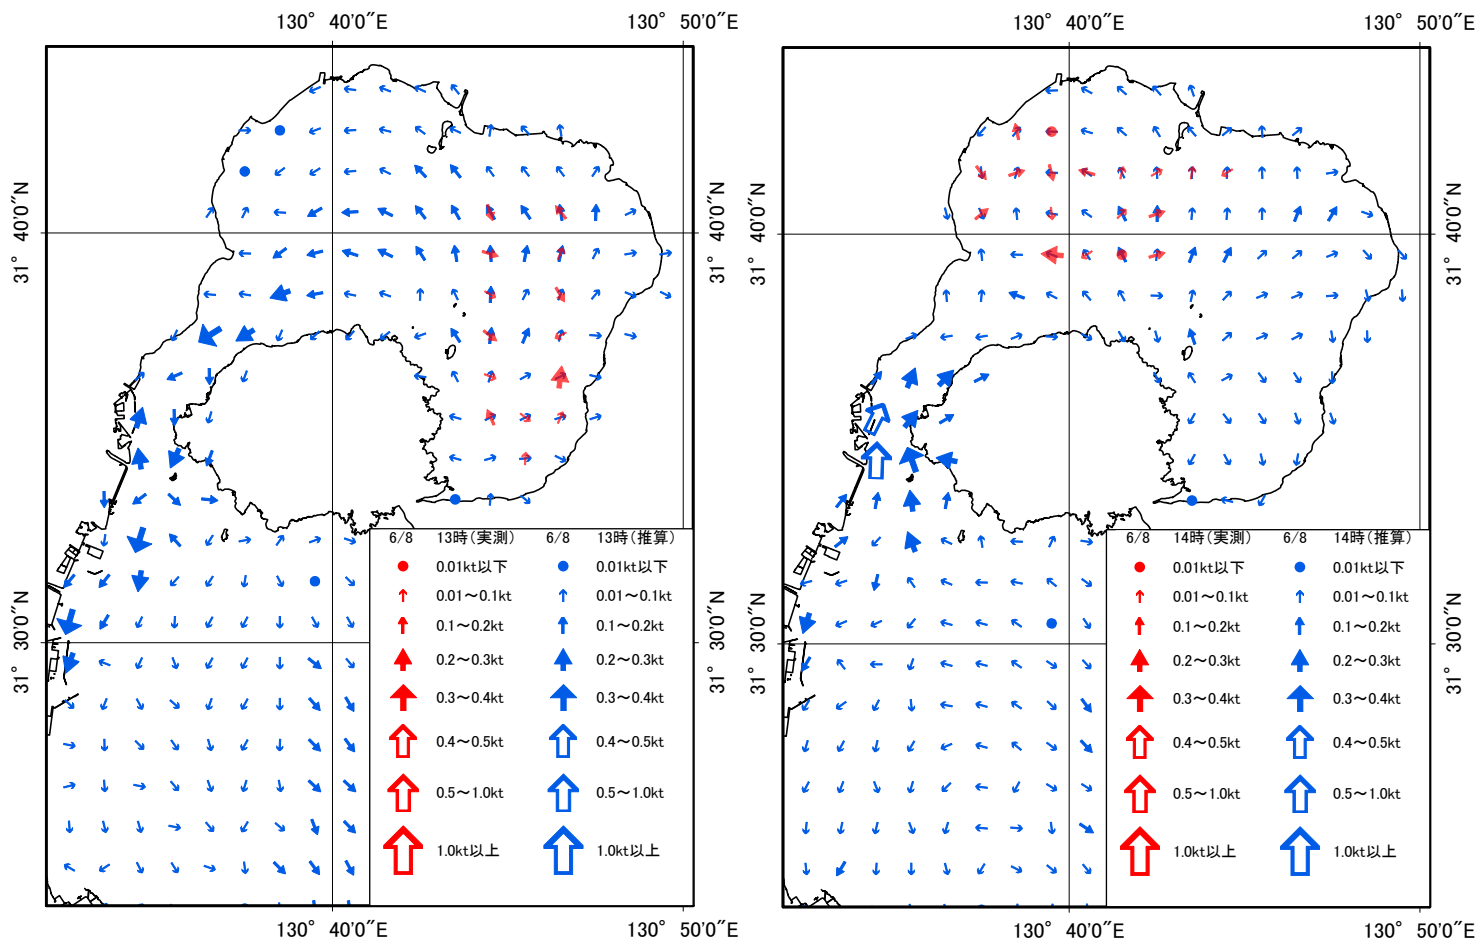 130° 40'0"E 130° 50'0"E
31° 40'0"N
31° 40'0"N
31° 30'0"N
31° 30'0"N
6/8 13時(実測) 6/8 13時(推算)
0.01kt以下 0.01kt以下
0.01～0.1kt 0.01～0.1kt
0.1～0.2kt 0.1～0.2kt
0.2～0.3kt 0.2～0.3kt
0.3～0.4kt 0.3～0.4kt
0.4～0.5kt 0.4～0.5kt
0.5～1.0kt 0.5～1.0kt
1.0kt以上 1.0kt以上
130° 40'0"E 130° 50'0"E
130° 40'0"E 130° 50'0"E
31° 40'0"N
31° 40'0"N
31° 30'0"N
31° 30'0"N
6/8 14時(実測) 6/8 14時(推算)
0.01kt以下 0.01kt以下
0.01～0.1kt 0.01～0.1kt
0.1～0.2kt 0.1～0.2kt
0.2～0.3kt 0.2～0.3kt
0.3～0.4kt 0.3～0.4kt
0.4～0.5kt 0.4～0.5kt
0.5～1.0kt 0.5～1.0kt
1.0kt以上 1.0kt以上
130° 40'0"E 130° 50'0"E